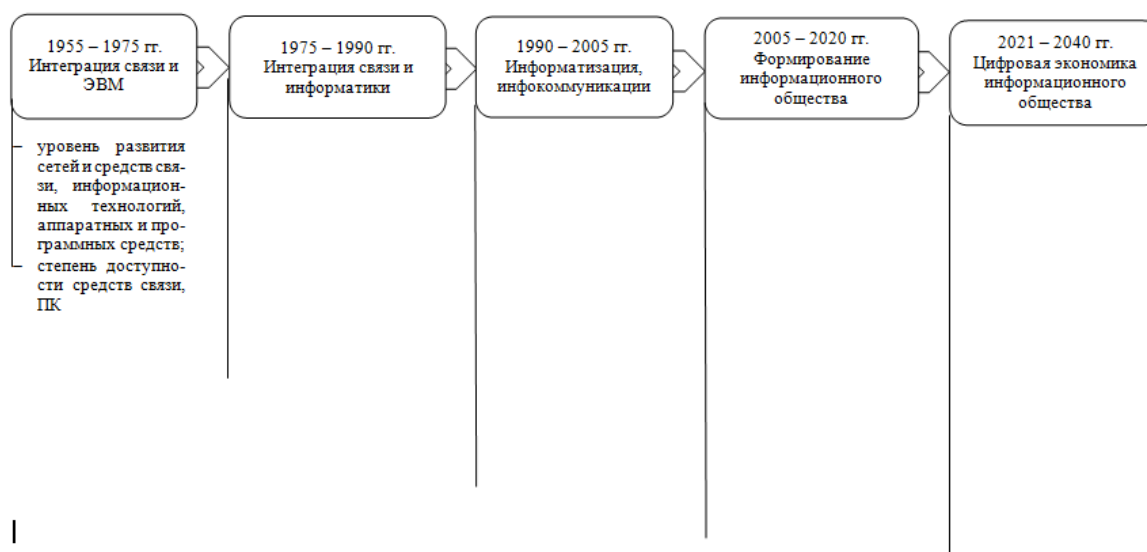 1955 – 1975 гг.
Интеграция связи и
ЭВМ
1975 – 1990 гг.
Интеграция связи и
информатики
1990 – 2005 гг.
Информатизация,
инфокоммуникации
2005 – 2020 гг.
Формирование
информационного
общества
2021 – 2040 гг.
Цифровая экономика
информационного
общества
уровень развития
сетей и средств свя-
зи, информацион-
ных технологий,
аппаратных и про-
граммных средств;
степень доступно-
сти средств связи,
ПК